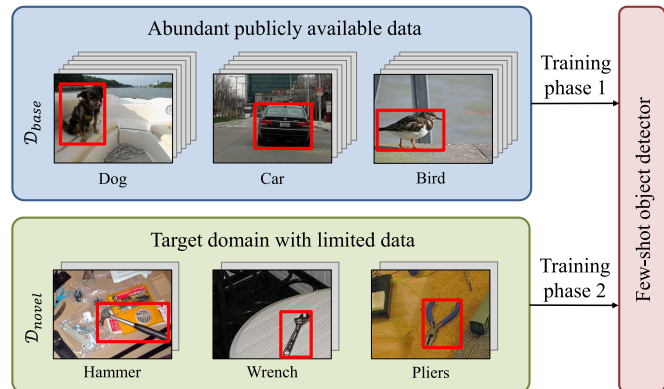 Abundant publicly available data
𝒟base
Dog
Car
Bird
Training
phase 1
Target domain with limited data
𝒟novel
Hammer
Wrench
Pliers
Training
phase 2
Few-shot object detector